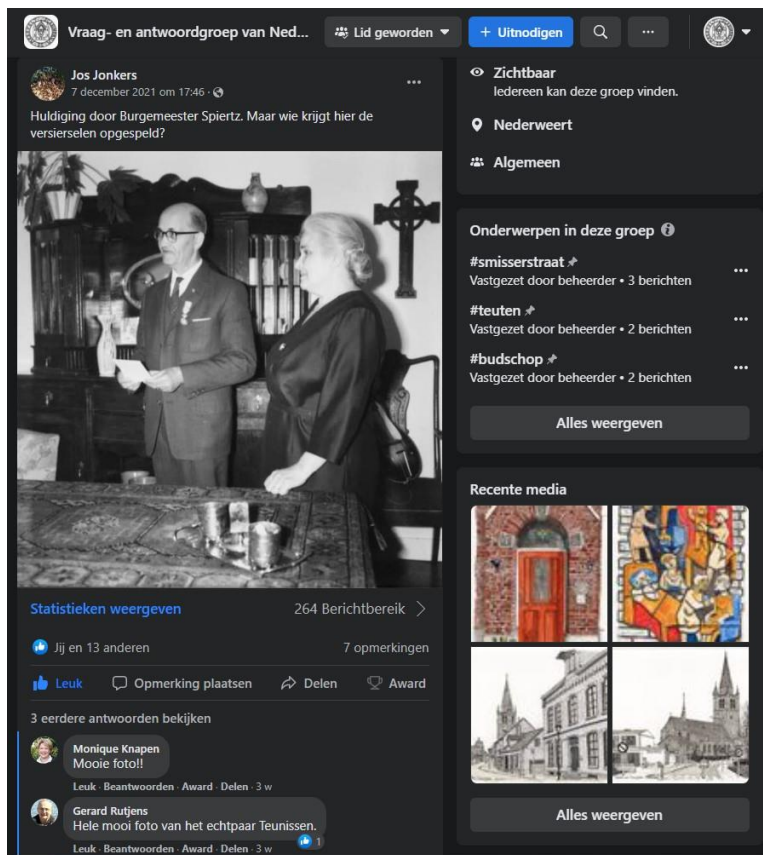 Vraag- en antwoordgroep van Ned...
Lid geworden
+ Uitnodigen
Jos Jonkers
7 december 2021 om 17:46 ·
Huldiging door Burgemeester Spiertz. Maar wie krijgt hier de
versierselen opgespeld?
Statistieken weergeven
264 Berichtbereik
Jij en 13 anderen
7 opmerkingen
Leuk
Opmerking plaatsen
Delen
Award
3 eerdere antwoorden bekijken
Monique Knapen
Mooie foto!!
Leuk · Beantwoorden · Award · Delen · 3 w
Gerard Rutjens
Hele mooi foto van het echtpaar Teunissen.
1
Leuk · Beantwoorden · Award · Delen · 3 w
Zichtbaar
Iedereen kan deze groep vinden.
Nederweert
Algemeen
Onderwerpen in deze groep
#smisserstraat
Vastgezet door beheerder • 3 berichten
#teuten
Vastgezet door beheerder • 2 berichten
#budschop
Vastgezet door beheerder • 2 berichten
Alles weergeven
Recente media
Alles weergeven